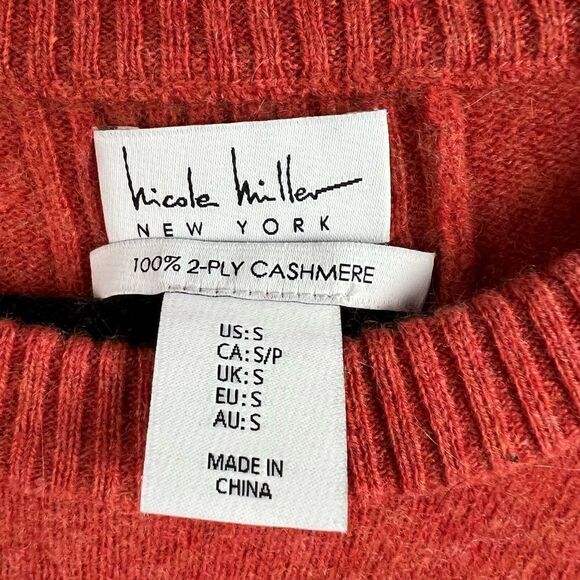 Nicole Miller
NEW YORK
100% 2-PLY CASHMERE
US: S
CA: S/P
UK: S
EU: S
AU: S
MADE IN
CHINA